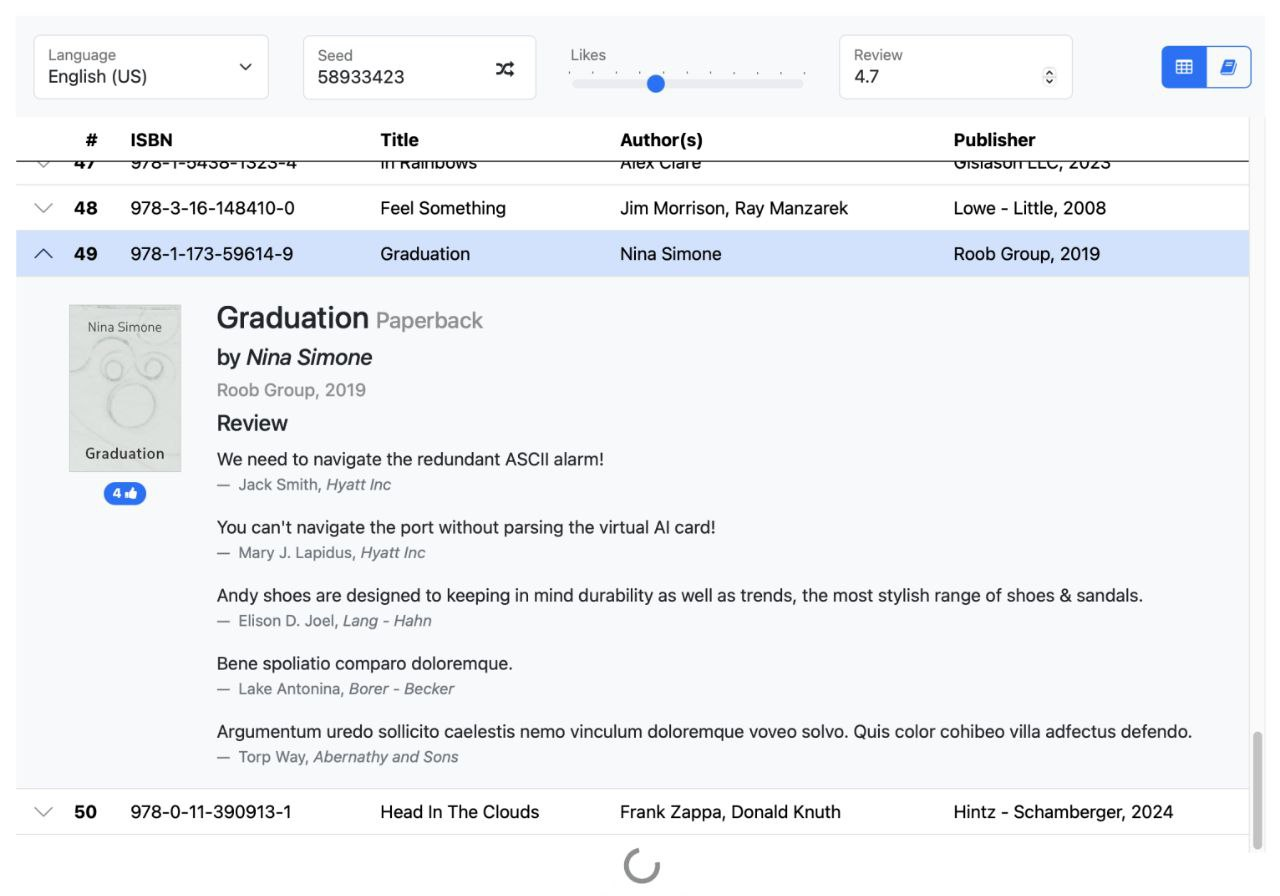 Language
English (US)
Seed
58933423
Likes
Review
4.7
# ISBN Title Author(s) Publisher
47 978-1-5438-1323-4 In Rainbows Alex Clare Gislason LLC, 2023
48 978-3-16-148410-0 Feel Something Jim Morrison, Ray Manzarek Lowe - Little, 2008
49 978-1-173-59614-9 Graduation Nina Simone Roob Group, 2019
Nina Simone
Graduation
4
Graduation Paperback
by Nina Simone
Roob Group, 2019
Review
We need to navigate the redundant ASCII alarm!
— Jack Smith, Hyatt Inc
You can't navigate the port without parsing the virtual AI card!
— Mary J. Lapidus, Hyatt Inc
Andy shoes are designed to keeping in mind durability as well as trends, the most stylish range of shoes & sandals.
— Elison D. Joel, Lang - Hahn
Bene spoliatio comparo doloremque.
— Lake Antonina, Borer - Becker
Argumentum uredo sollicito caelestis nemo vinculum doloremque voveo solvo. Quis color cohibeo villa adfectus defendo.
— Torp Way, Abernathy and Sons
50 978-0-11-390913-1 Head In The Clouds Frank Zappa, Donald Knuth Hintz - Schamberger, 2024